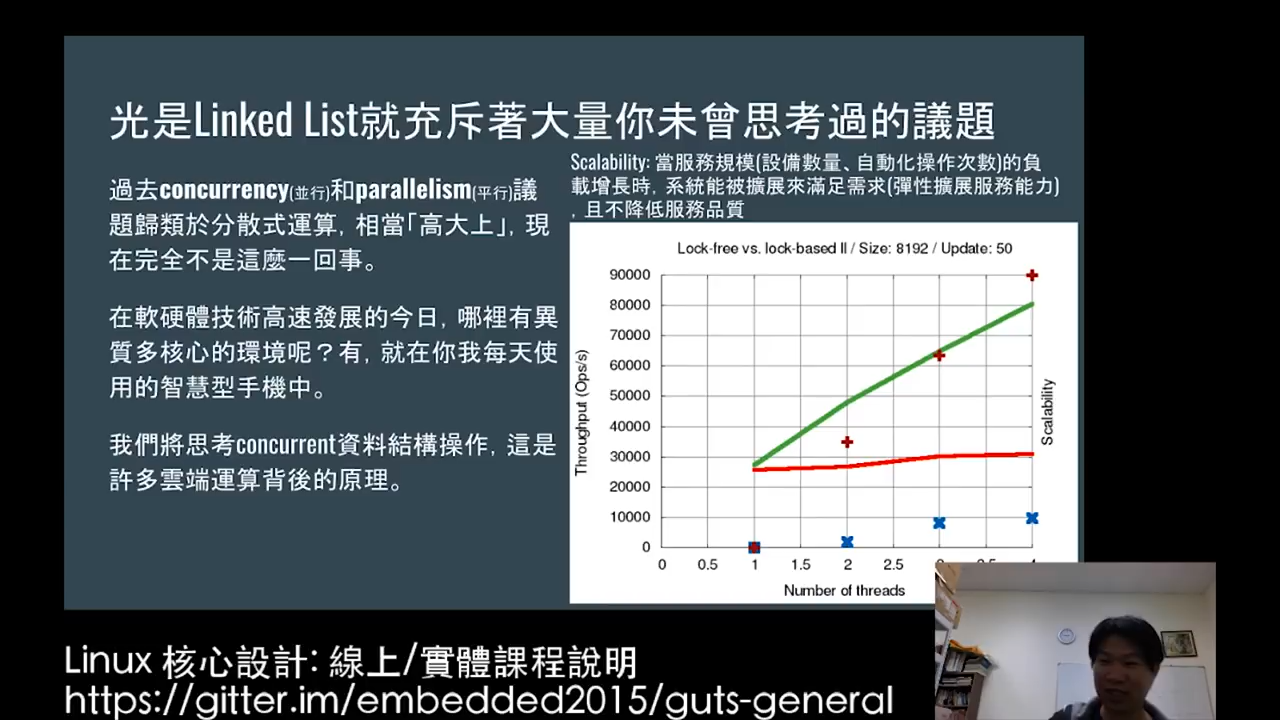 光是Linked List就充斥著大量你未曾思考過的議題
過去concurrency(並行)和parallelism(平行)議
題歸類於分散式運算, 相當「高大上」, 現
在完全不是這麼一回事。
在軟硬體技術高速發展的今日, 哪裡有異
質多核心的環境呢？有, 就在你我每天使
用的智慧型手機中。
我們將思考concurrent資料結構操作, 這是
許多雲端運算背後的原理。
Scalability: 當服務規模(設備數量、自動化操作次數)的負
載增長時, 系統能被擴展來滿足需求(彈性擴展服務能力)
, 且不降低服務品質
Lock-free vs. lock-based II / Size: 8192 / Update: 50
90000
80000
70000
60000
50000
40000
30000
20000
10000
0
Throughput (Ops/s)
Scalability
0 0.5 1 1.5 2 2.5
Number of threads
Linux 核心設計: 線上/實體課程說明
https://gitter.im/embedded2015/guts-general